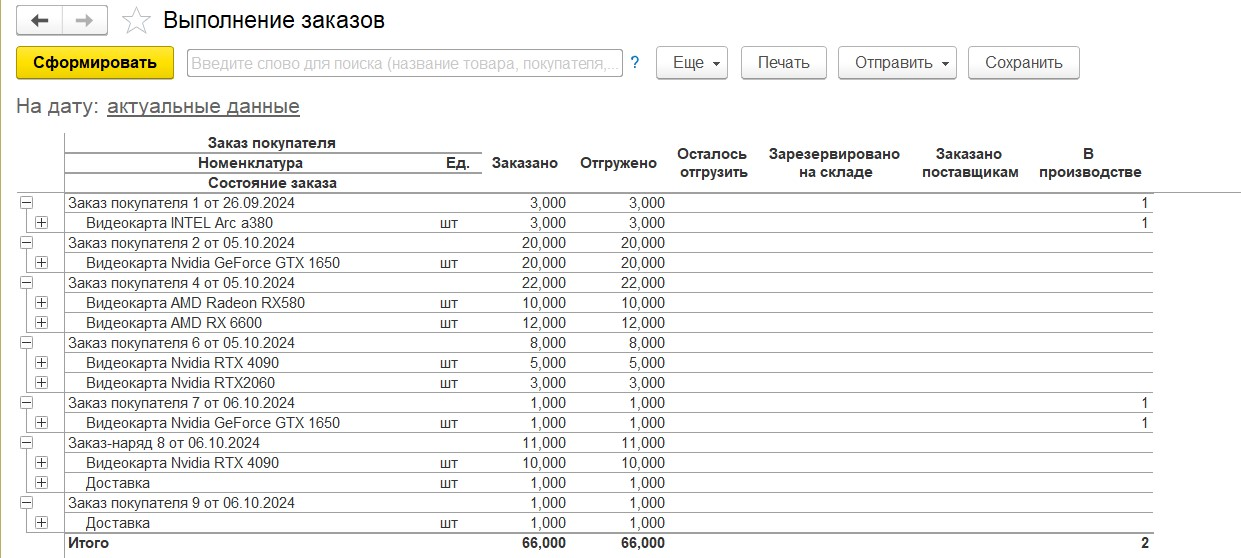 Выполнение заказов
Сформировать Введите слово для поиска (название товара, покупателя,... ? Еще Печать Отправить Сохранить
На дату: актуальные данные
Заказ покупателя
Номенклатура Ед. Заказано Отгружено Осталось отгрузить Зарезервировано на складе Заказано поставщикам В производстве
Состояние заказа
Заказ покупателя 1 от 26.09.2024 3,000 3,000 1
Видеокарта INTEL Arc a380 шт 3,000 3,000 1
Заказ покупателя 2 от 05.10.2024 20,000 20,000
Видеокарта Nvidia GeForce GTX 1650 шт 20,000 20,000
Заказ покупателя 4 от 05.10.2024 22,000 22,000
Видеокарта AMD Radeon RX580 шт 10,000 10,000
Видеокарта AMD RX 6600 шт 12,000 12,000
Заказ покупателя 6 от 05.10.2024 8,000 8,000
Видеокарта Nvidia RTX 4090 шт 5,000 5,000
Видеокарта Nvidia RTX2060 шт 3,000 3,000
Заказ покупателя 7 от 06.10.2024 1,000 1,000 1
Видеокарта Nvidia GeForce GTX 1650 шт 1,000 1,000 1
Заказ-наряд 8 от 06.10.2024 11,000 11,000
Видеокарта Nvidia RTX 4090 шт 10,000 10,000
Доставка шт 1,000 1,000
Заказ покупателя 9 от 06.10.2024 1,000 1,000
Доставка шт 1,000 1,000
Итого 66,000 66,000 2